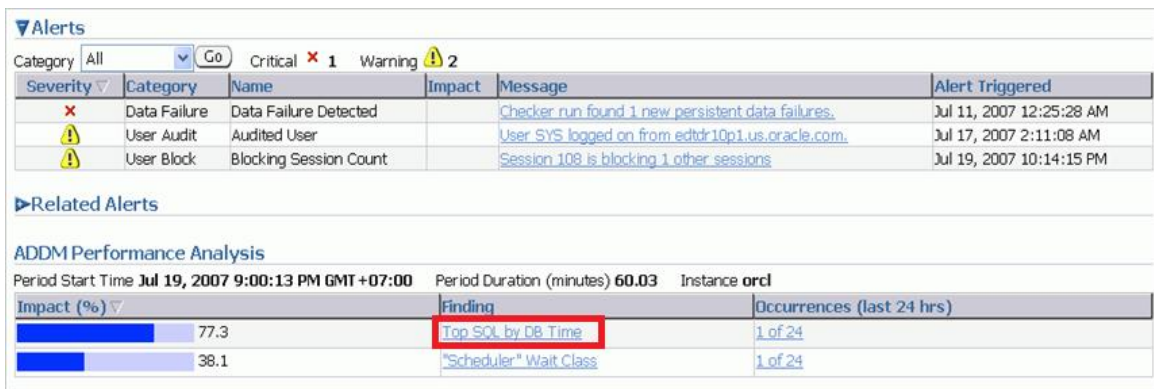 Alerts
Category All Go Critical 1 Warning 2
Severity Category Name Impact Message Alert Triggered
Data Failure Data Failure Detected Checker run found 1 new persistent data failures. Jul 11, 2007 12:25:28 AM
User Audit Audited User User SYS logged on from edtdr10p1.us.oracle.com. Jul 17, 2007 2:11:08 AM
User Block Blocking Session Count Session 108 is blocking 1 other sessions Jul 19, 2007 10:14:15 PM
Related Alerts
ADDM Performance Analysis
Period Start Time Jul 19, 2007 9:00:13 PM GMT+07:00 Period Duration (minutes) 60.03 Instance orcl
Impact (%) Finding Occurrences (last 24 hrs)
77.3 Top SQL by DB Time 1 of 24
38.1 "Scheduler" Wait Class 1 of 24